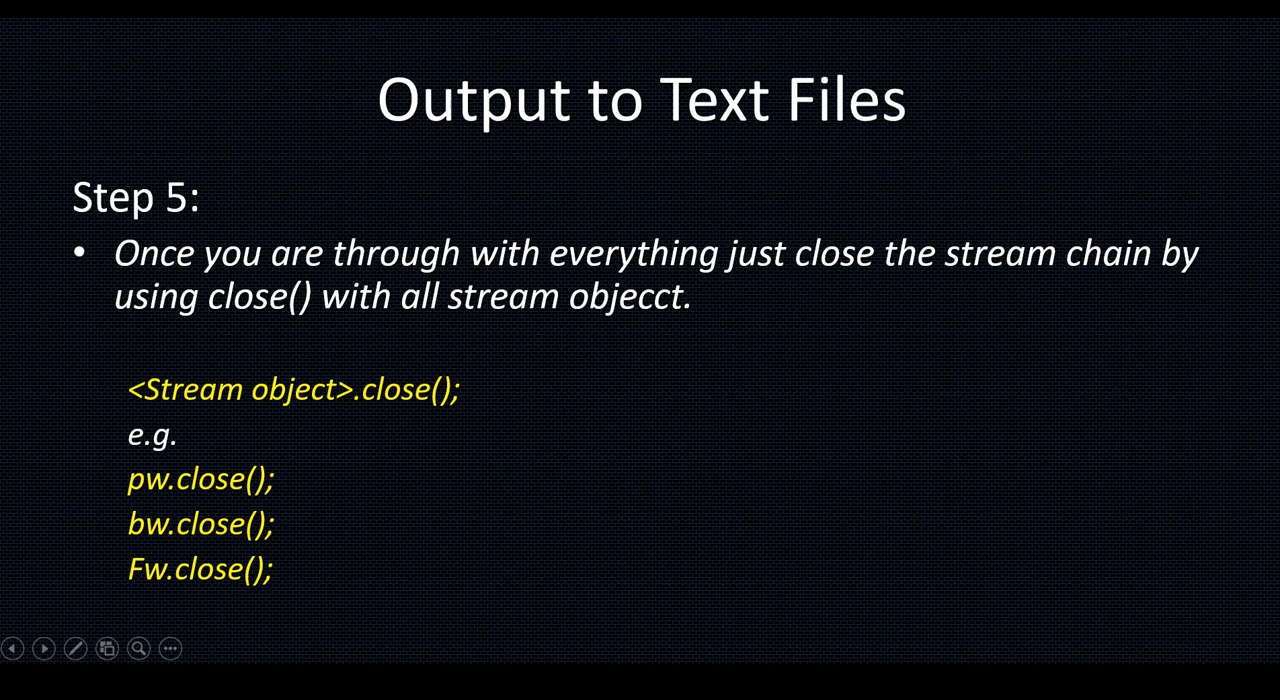 Output to Text Files
Step 5:
• Once you are through with everything just close the stream chain by
using close() with all stream objecct.
<Stream object>.close();
e.g.
pw.close();
bw.close();
Fw.close();